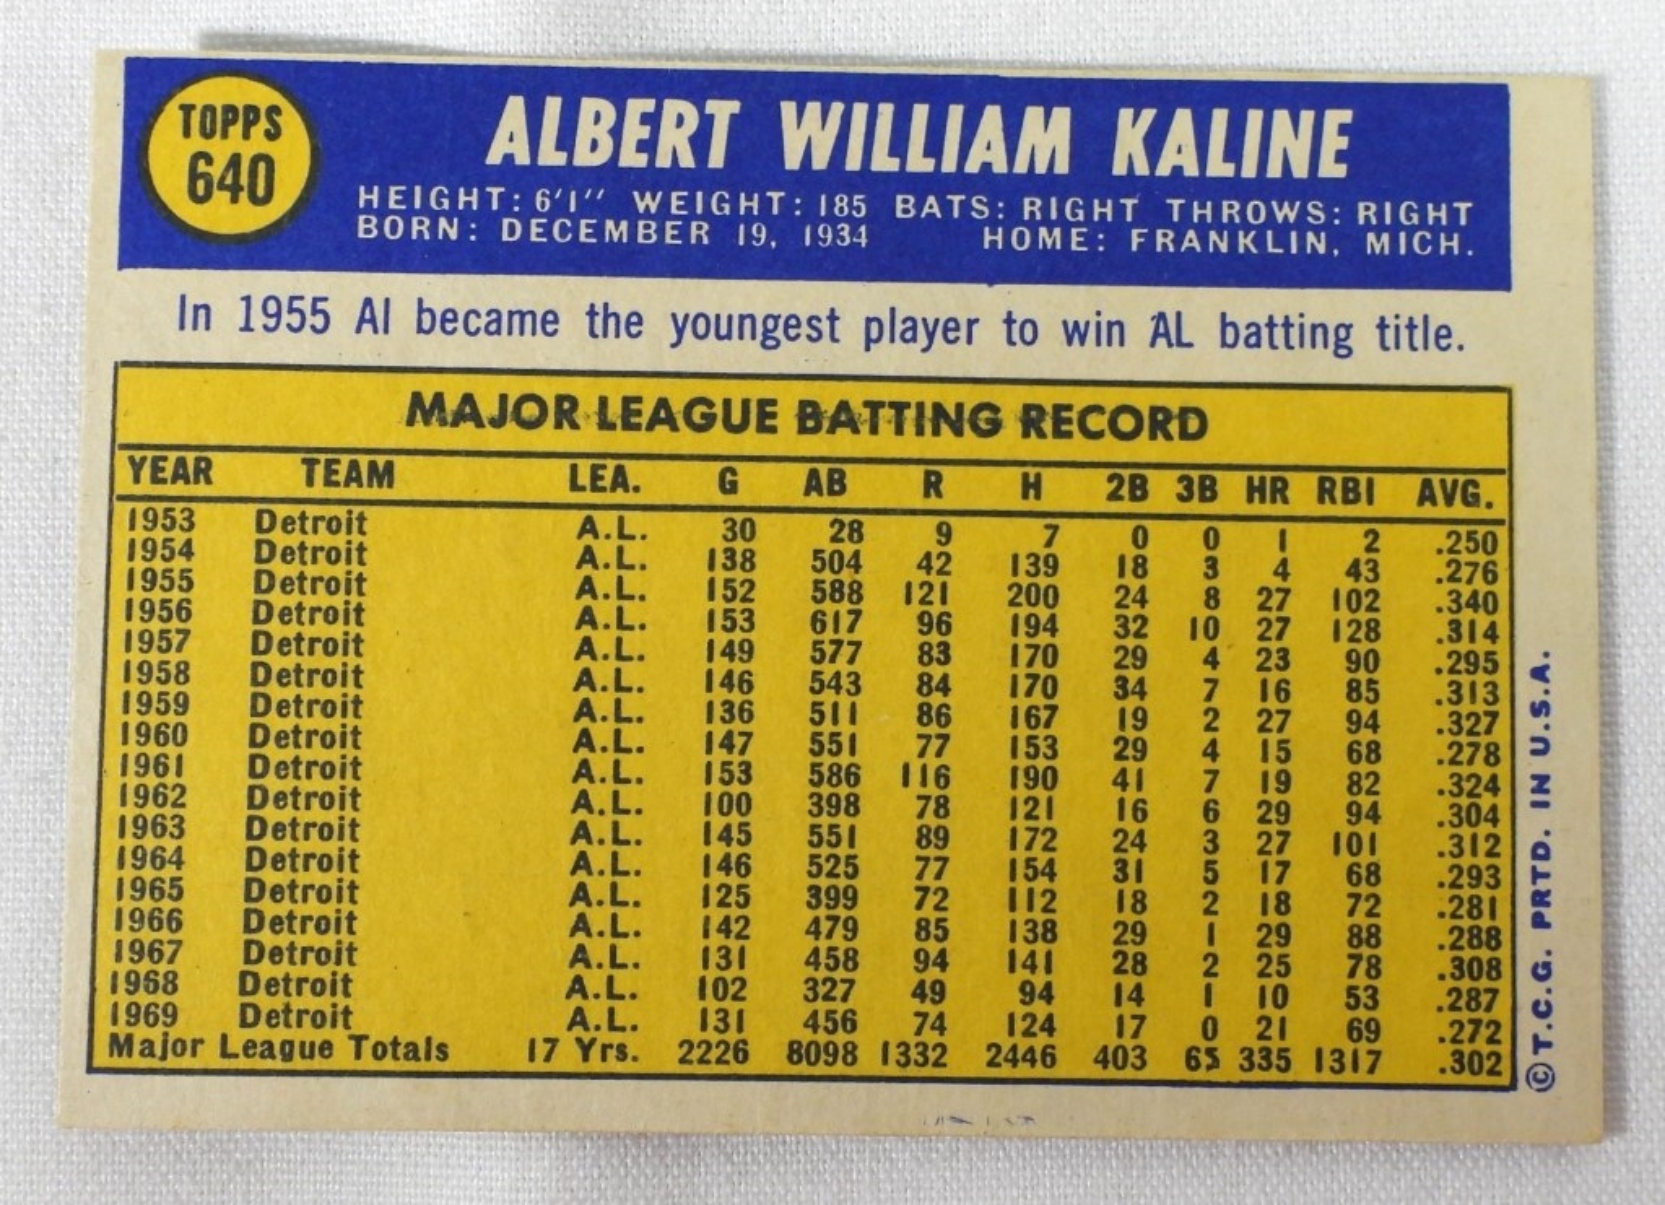 TOPPS
640
ALBERT WILLIAM KALINE
HEIGHT: 6'1" WEIGHT: 185 BATS: RIGHT THROWS: RIGHT
BORN: DECEMBER 19, 1934 HOME: FRANKLIN, MICH.
In 1955 Al became the youngest player to win AL batting title.
MAJOR LEAGUE BATTING RECORD
YEAR TEAM LEA. G AB R H 2B 3B HR RBI AVG.
1953 Detroit A.L. 30 28 9 7 0 0 1 2 .250
1954 Detroit A.L. 138 504 42 139 18 3 4 43 .276
1955 Detroit A.L. 152 588 121 200 24 8 27 102 .340
1956 Detroit A.L. 153 617 96 194 32 10 27 128 .314
1957 Detroit A.L. 149 577 83 170 29 4 23 90 .295
1958 Detroit A.L. 146 543 84 170 34 7 16 85 .313
1959 Detroit A.L. 136 511 86 167 19 2 27 94 .327
1960 Detroit A.L. 147 551 77 153 29 4 15 68 .278
1961 Detroit A.L. 153 586 116 190 41 7 19 82 .324
1962 Detroit A.L. 100 398 78 121 16 6 29 94 .304
1963 Detroit A.L. 145 551 89 172 24 3 27 101 .312
1964 Detroit A.L. 146 525 77 154 31 5 17 68 .293
1965 Detroit A.L. 125 399 72 112 18 2 18 72 .281
1966 Detroit A.L. 142 479 85 138 29 1 29 88 .288
1967 Detroit A.L. 131 458 94 141 28 2 25 78 .308
1968 Detroit A.L. 102 327 49 94 14 1 10 53 .287
1969 Detroit A.L. 131 456 74 124 17 0 21 69 .272
Major League Totals 17 Yrs. 2226 8098 1332 2446 403 65 335 1317 .302
©T.C.G. PRTD. IN U.S.A.